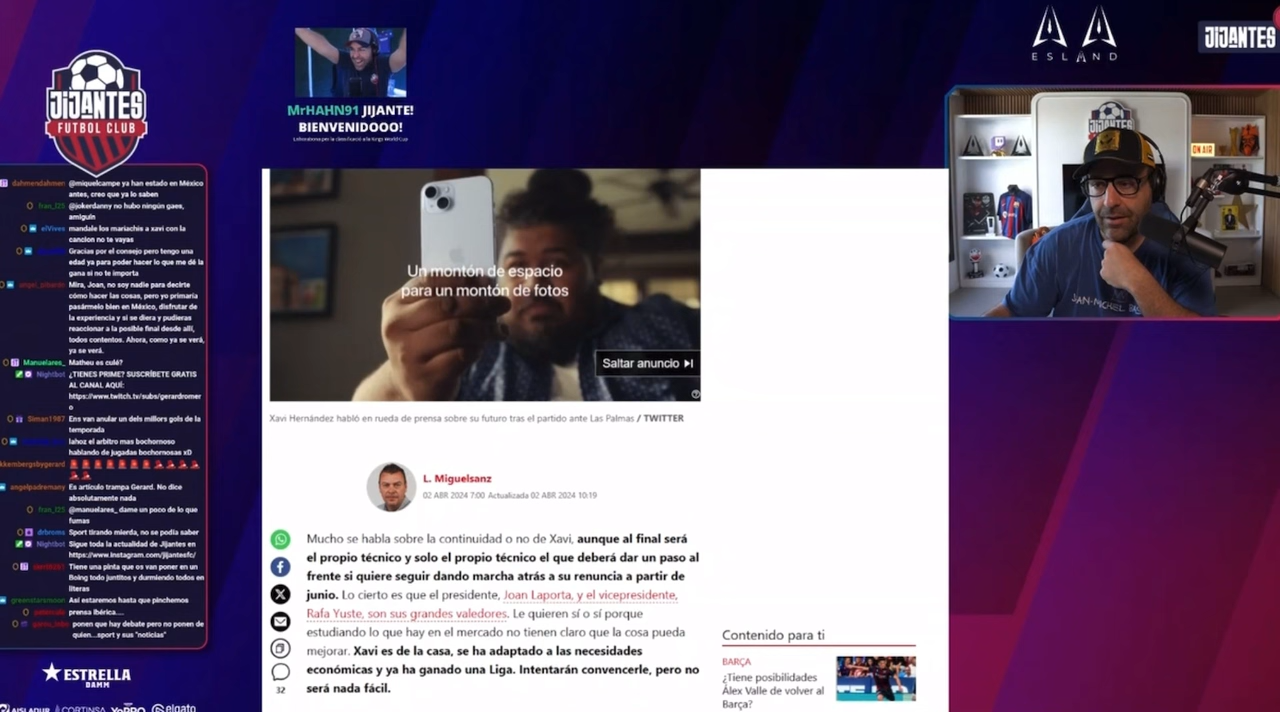 JIJANTES
FUTBOL CLUB
MrHAHN91 JIJANTE!
BIENVENIDOOO!
ESLAND
JIJANTES
JIJANTES
ON AIR
dahmendahmen @miquelcampe ya han estado en México
antes, creo que ya lo saben
fran_f25 @jokerdanny no hubo ningún gaes,
amiguin
elVives mandale los mariachis a xavi con la
cancion no te vayas
Gracias por el consejo pero tengo una
edad ya para poder hacer lo que me dé la
gana si no te importa
Mira, Joan, no soy nadie para decirte
cómo hacer las cosas, pero yo primaria
pasármelo bien en México, disfrutar de
la experiencia y si se diera y pudieras
reaccionar a la posible final desde allí,
todos contentos. Ahora, como ya se verá,
ya se verá.
Manuelares_ Matheu es culé?
Nightbot ¿TIENES PRIME? SUSCRÍBETE GRATIS
AL CANAL AQUÍ:
https://www.twitch.tv/subs/gerardromer
o
Siman1987 Ens van anular un dels millors gols de la
temporada
lahoz el arbitro mas bochornoso
hablando de jugadas bochornosas xD
kkembergsbygerard
angelpadremany Es artículo trampa Gerard. No dice
absolutamente nada
fran_f25 @manuelares_ dame un poco de lo que
fumas
drbroms Sport tirando mierda, no se podia saber
Nightbot Sigue toda la actualidad de Jijantes en
https://www.instagram.com/jijantesfc/
Tiene una pinta que os van poner en un
Boing todo juntitos y durmiendo todos en
literas
Asi estaremos hasta que pinchemos
prensa ibérica....
ponen que hay debate pero no ponen de
quien...sport y sus "noticias"
ESTRELLA
DAMM
CORTINSA YoPRO elgato
Un montón de espacio
para un montón de fotos
Saltar anuncio
Xavi Hernández habló en rueda de prensa sobre su futuro tras el partido ante Las Palmas / TWITTER
L. Miguelsanz
02 ABR 2024 7:00 Actualizada 02 ABR 2024 10:19
Mucho se habla sobre la continuidad o no de Xavi, aunque al final será
el propio técnico y solo el propio técnico el que deberá dar un paso al
frente si quiere seguir dando marcha atrás a su renuncia a partir de
junio. Lo cierto es que el presidente, Joan Laporta, y el vicepresidente,
Rafa Yuste, son sus grandes valedores. Le quieren sí o sí porque
estudiando lo que hay en el mercado no tienen claro que la cosa pueda
mejorar. Xavi es de la casa, se ha adaptado a las necesidades
económicas y ya ha ganado una Liga. Intentarán convencerle, pero no
será nada fácil.
32
Contenido para ti
BARÇA
¿Tiene posibilidades
Álex Valle de volver al
Barça?